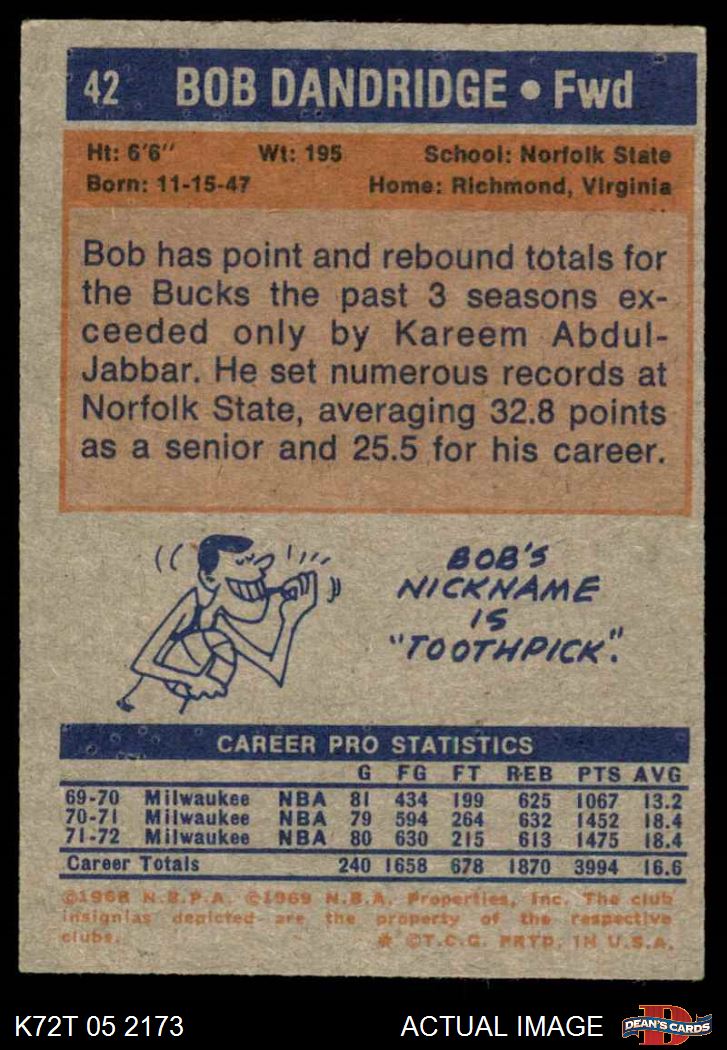 42 BOB DANDRIDGE • Fwd
Ht: 6'6" Wt: 195 School: Norfolk State
Born: 11-15-47 Home: Richmond, Virginia
Bob has point and rebound totals for
the Bucks the past 3 seasons ex-
ceeded only by Kareem Abdul-
Jabbar. He set numerous records at
Norfolk State, averaging 32.8 points
as a senior and 25.5 for his career.
BOB'S
NICKNAME
IS
"TOOTHPICK".
CAREER PRO STATISTICS
G FG FT REB PTS AVG
69-70 Milwaukee NBA 81 434 199 625 1067 13.2
70-71 Milwaukee NBA 79 594 264 632 1452 18.4
71-72 Milwaukee NBA 80 630 215 613 1475 18.4
Career Totals 240 1658 678 1870 3994 16.6
©1968 N.B.P.A. ©1969 N.B.A. Properties, Inc. The club
insignias depicted are the property of the respective
clubs. * ©T.C.G. PRTD. IN U.S.A.
K72T 05 2173 ACTUAL IMAGE D DEAN'S CARDS